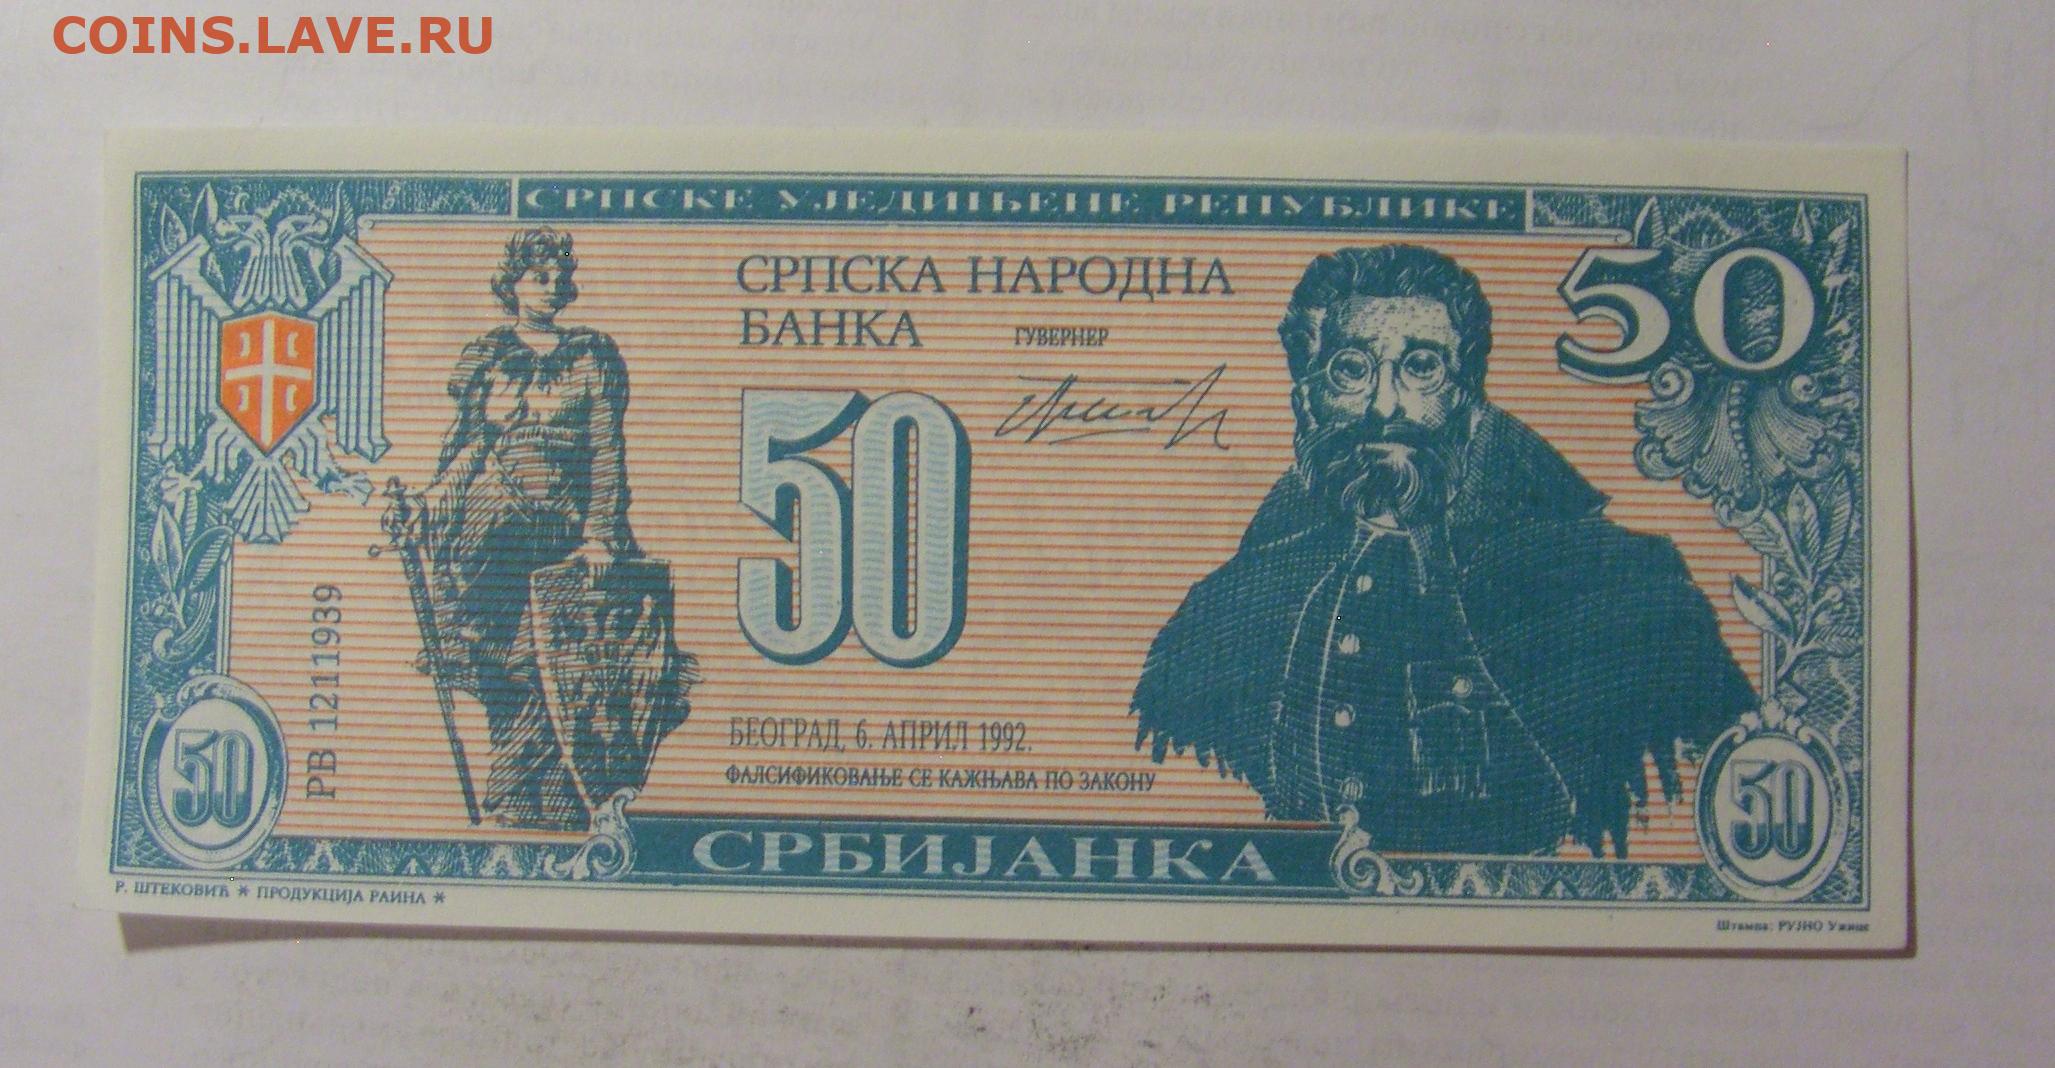 COINS.LAVE.RU
СРПСКЕ УЈЕДИЊЕНЕ РЕПУБЛИКЕ
СРПСКА НАРОДНА
БАНКА
ГУВЕРНЕР
50
50
РВ 1211939
БЕОГРАД, 6. АПРИЛ 1992.
ФАЛСИФИКОВАЊЕ СЕ КАЖЊАВА ПО ЗАКОНУ
50
50
СРБИЈАНКА
Р. ШТЕКОВИЋ * ПРОДУКЦИЈА РАИНА *
Штампа: РУЈНО Ужице